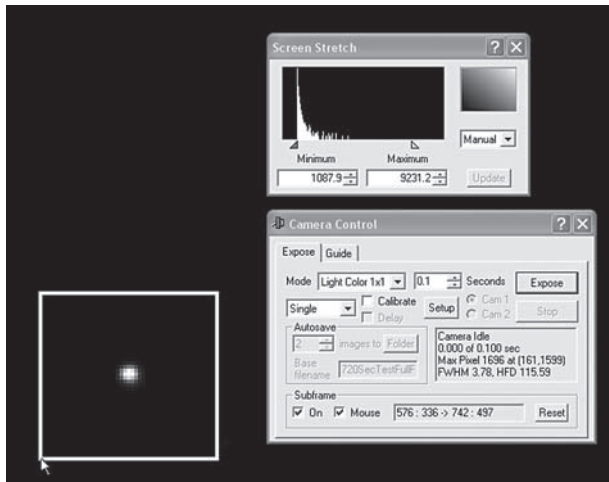 Screen Stretch
Manual
Minimum Maximum
1087.9 9231.2 Update
Camera Control
Expose Guide
Mode Light Color 1x1 0.1 Seconds Expose
Single Calibrate Setup Cam 1 Stop
Delay Cam 2
Autosave
2 images to Folder
Base
filename 720SecTestFullF
Camera Idle
0.000 of 0.100 sec
Max Pixel 1696 at (161,1599)
FWHM 3.78, HFD 115.59
Subframe
On Mouse 576 : 336 -> 742 : 497 Reset